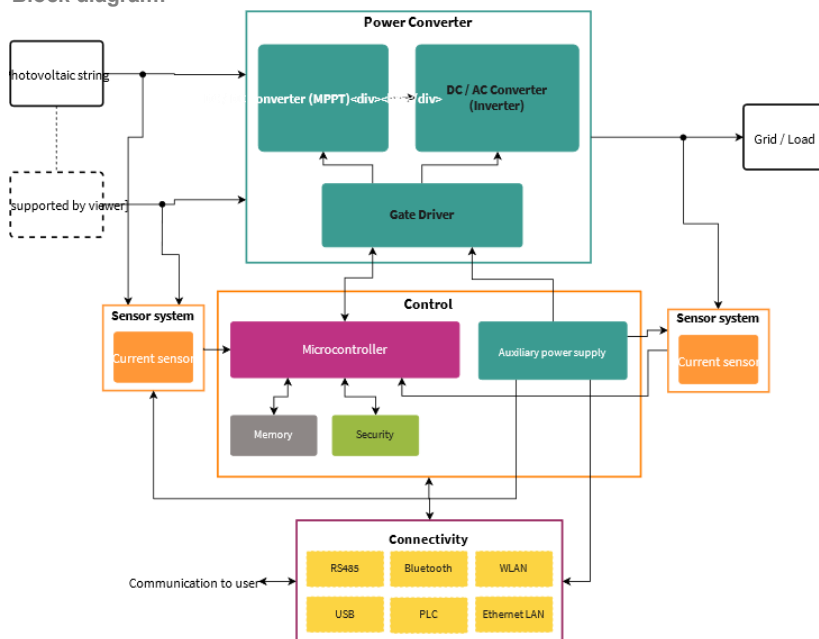 Block diagram:
Power Converter
hotovoltaic string
onverter (MPPT)<div><br></div>
DC / AC Converter
(Inverter)
Grid / Load
supported by viewer]
Gate Driver
Control
Sensor system
Current sensor
Microcontroller
Auxiliary power supply
Sensor system
Current sensor
Memory
Security
Connectivity
RS485
Bluetooth
WLAN
Communication to user
USB
PLC
Ethernet LAN